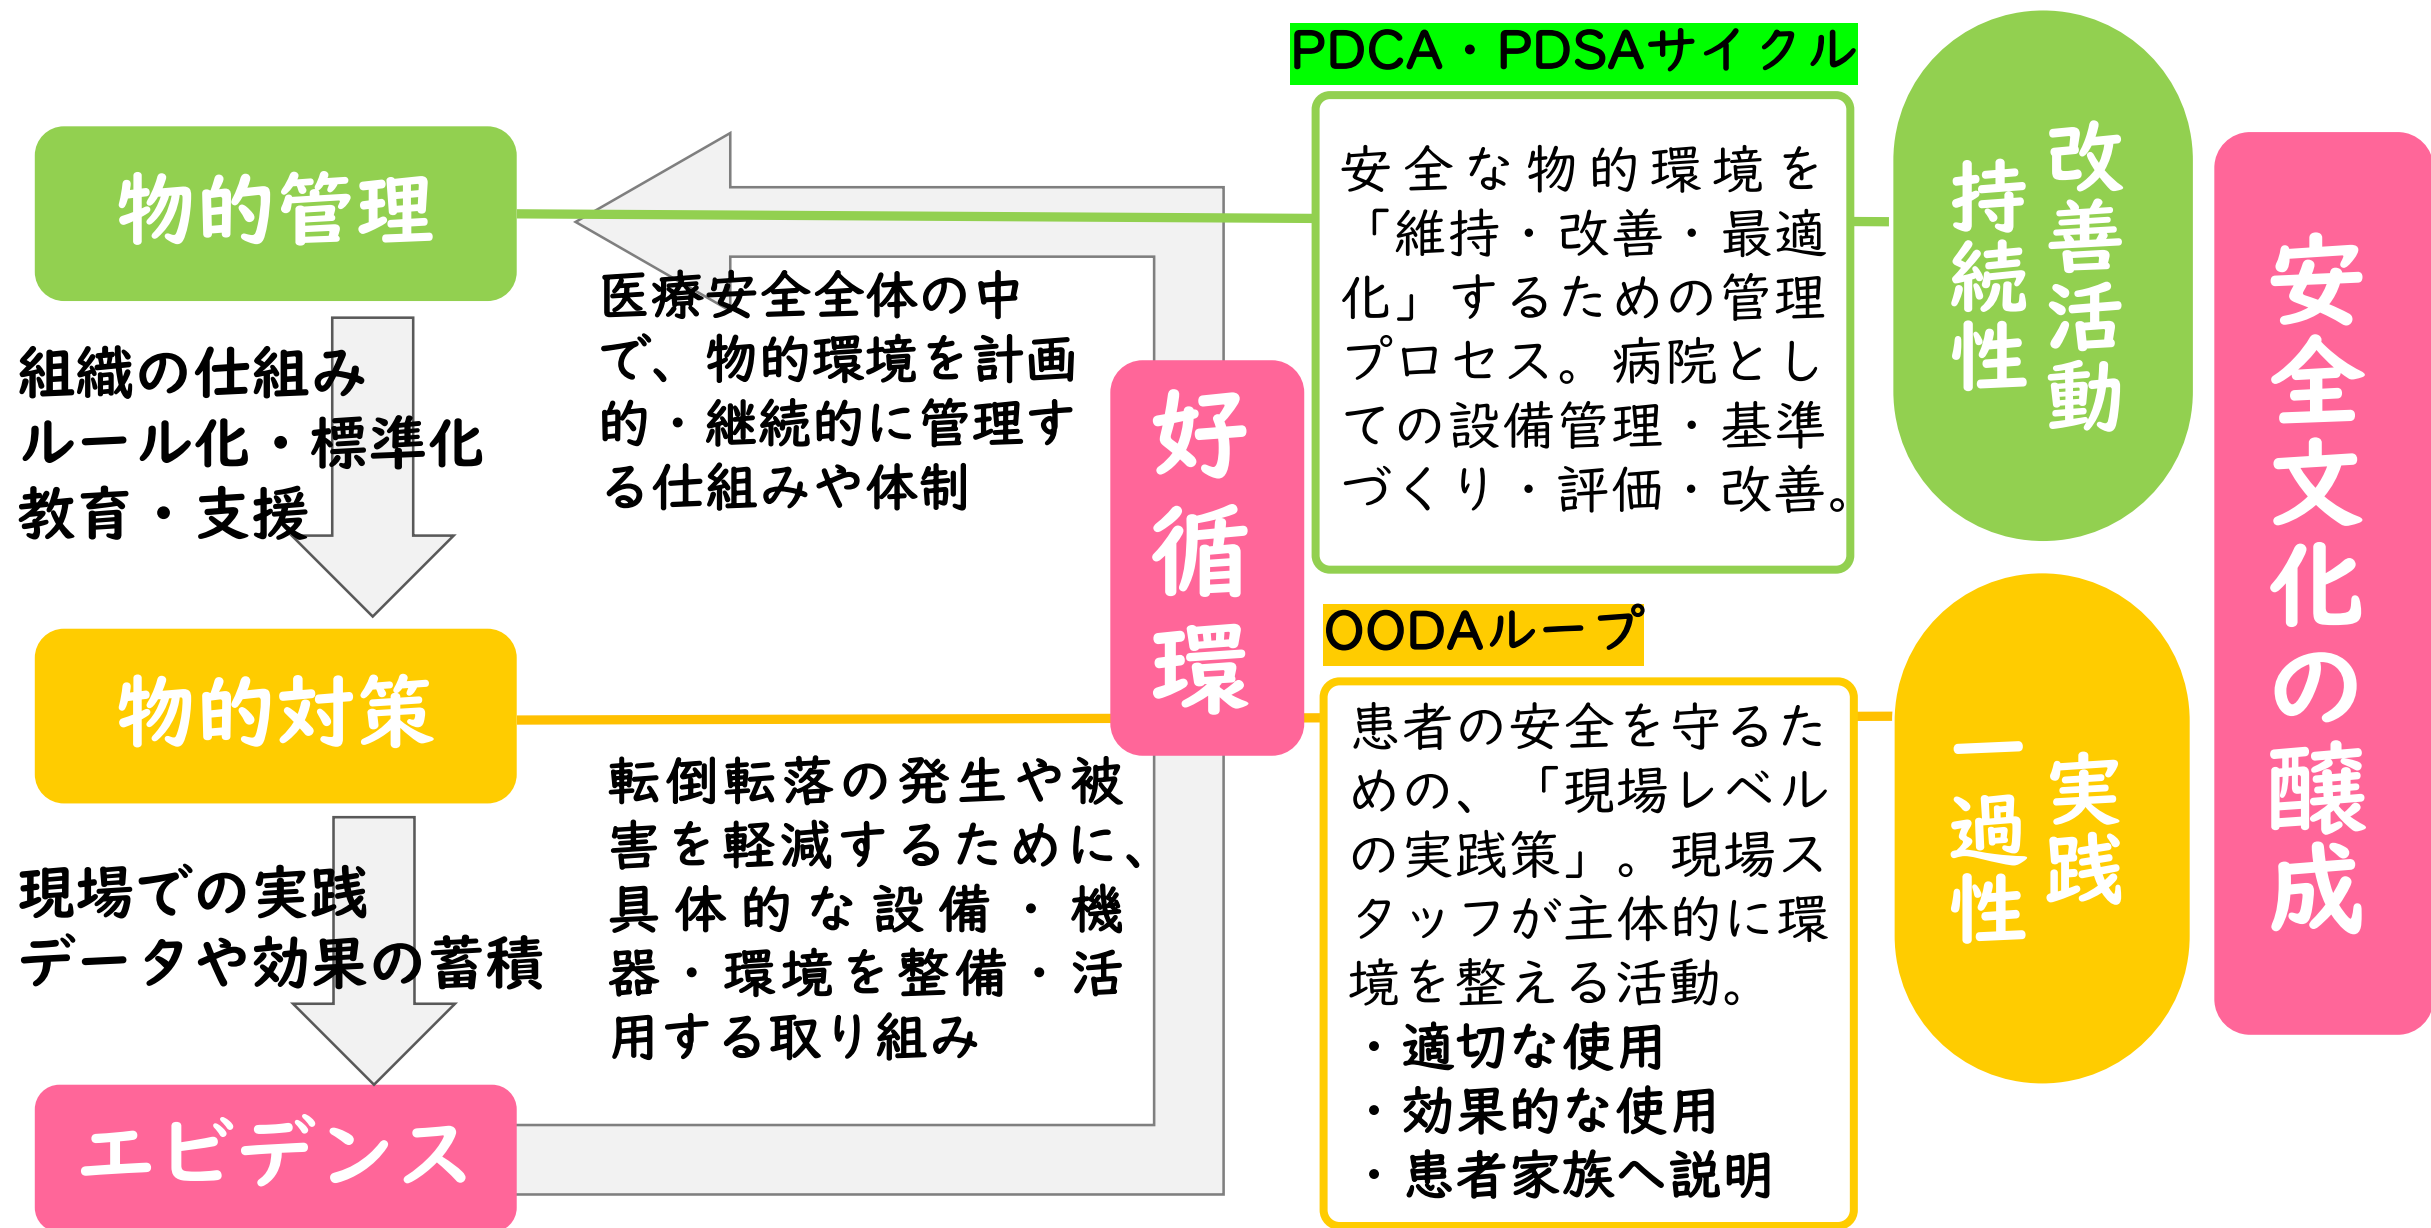 物的管理
組織の仕組み
ルール化・標準化
教育・支援
物的対策
現場での実践
データや効果の蓄積
エビデンス
医療安全全体の中
で、物的環境を計画
的・継続的に管理す
る仕組みや体制
転倒転落の発生や被
害を軽減するために、
具体的な設備・機
器・環境を整備・活
用する取り組み
好循環
PDCA・PDSAサイクル
安全な物的環境を
「維持・改善・最適
化」するための管理
プロセス。病院とし
ての設備管理・基準
づくり・評価・改善。
OODAループ
患者の安全を守るた
めの、「現場レベル
の実践策」。現場ス
タッフが主体的に環
境を整える活動。
・適切な使用
・効果的な使用
・患者家族へ説明
改善活動
持続性
実践
一過性
安全文化の醸成